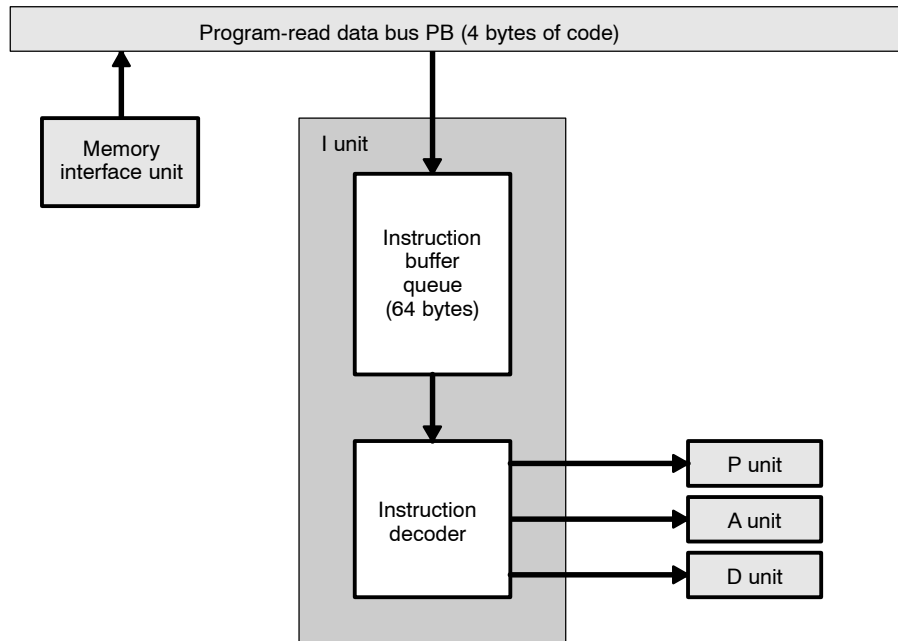 Program-read data bus PB (4 bytes of code)
Memory
interface unit
I unit
Instruction
buffer
queue
(64 bytes)
Instruction
decoder
P unit
A unit
D unit